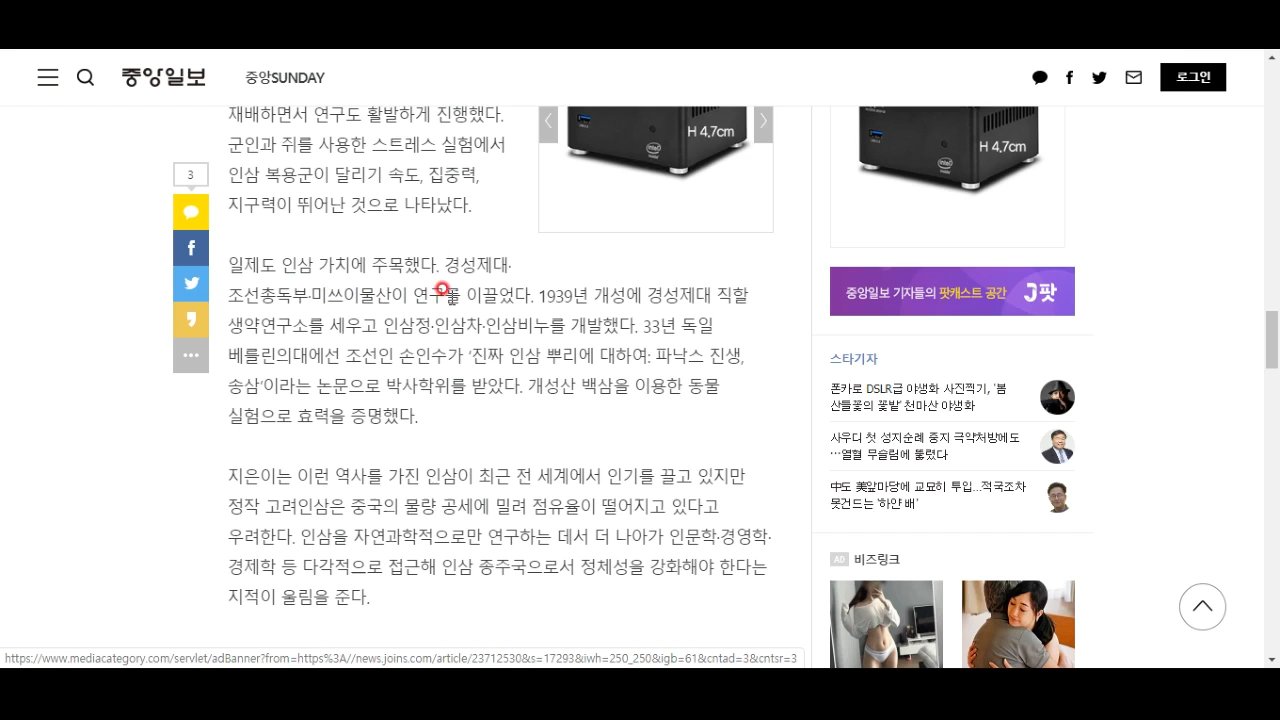 중앙일보
중앙SUNDAY
로그인
재배하면서 연구도 활발하게 진행했다.
군인과 쥐를 사용한 스트레스 실험에서
인삼 복용군이 달리기 속도, 집중력,
지구력이 뛰어난 것으로 나타났다.
H 4,7cm
3
일제도 인삼 가치에 주목했다. 경성제대·
조선총독부·미쓰이물산이 연구를 이끌었다. 1939년 개성에 경성제대 직할
생약연구소를 세우고 인삼정·인삼차·인삼비누를 개발했다. 33년 독일
베를린의대에선 조선인 손인수가 ‘진짜 인삼 뿌리에 대하여: 파낙스 진생,
송삼’이라는 논문으로 박사학위를 받았다. 개성산 백삼을 이용한 동물
실험으로 효력을 증명했다.
지은이는 이런 역사를 가진 인삼이 최근 전 세계에서 인기를 끌고 있지만
정작 고려인삼은 중국의 물량 공세에 밀려 점유율이 떨어지고 있다고
우려한다. 인삼을 자연과학적으로만 연구하는 데서 더 나아가 인문학·경영학·
경제학 등 다각적으로 접근해 인삼 종주국으로서 정체성을 강화해야 한다는
지적이 울림을 준다.
H 4,7cm
중앙일보 기자들의 팟캐스트 공간 J팟
스타기자
폰카로 DSLR급 야생화 사진찍기, ‘봄
산들꽃의 꽃밭’ 천마산 야생화
사우디 첫 성지순례 중지 극약처방에도
…열혈 무슬림에 뚫렸다
中도 美앞마당에 교묘히 투입...적국조차
못건드는 ‘하얀 배’
AD 비즈링크
https://www.mediacategory.com/servlet/adBanner?from=https%3A//news.joins.com/article/23712530&s=17293&iwh=250_250&igb=61&cntad=3&cntsr=3